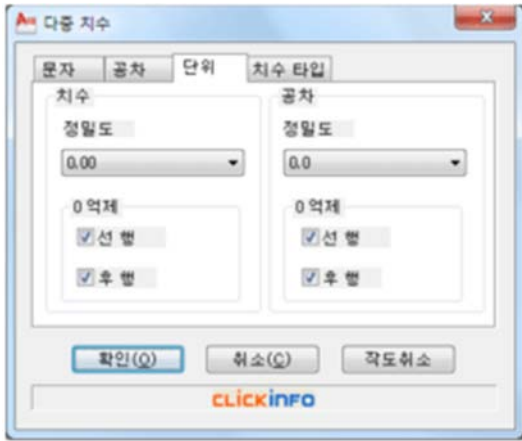 다중 치수
문자 공차 단위 치수 타입
치수
정밀도
0.00
0 억제
선 행
후 행
공차
정밀도
0.0
0 억제
선 행
후 행
확인(O) 취소(C) 작도취소
CLiCKiNFO